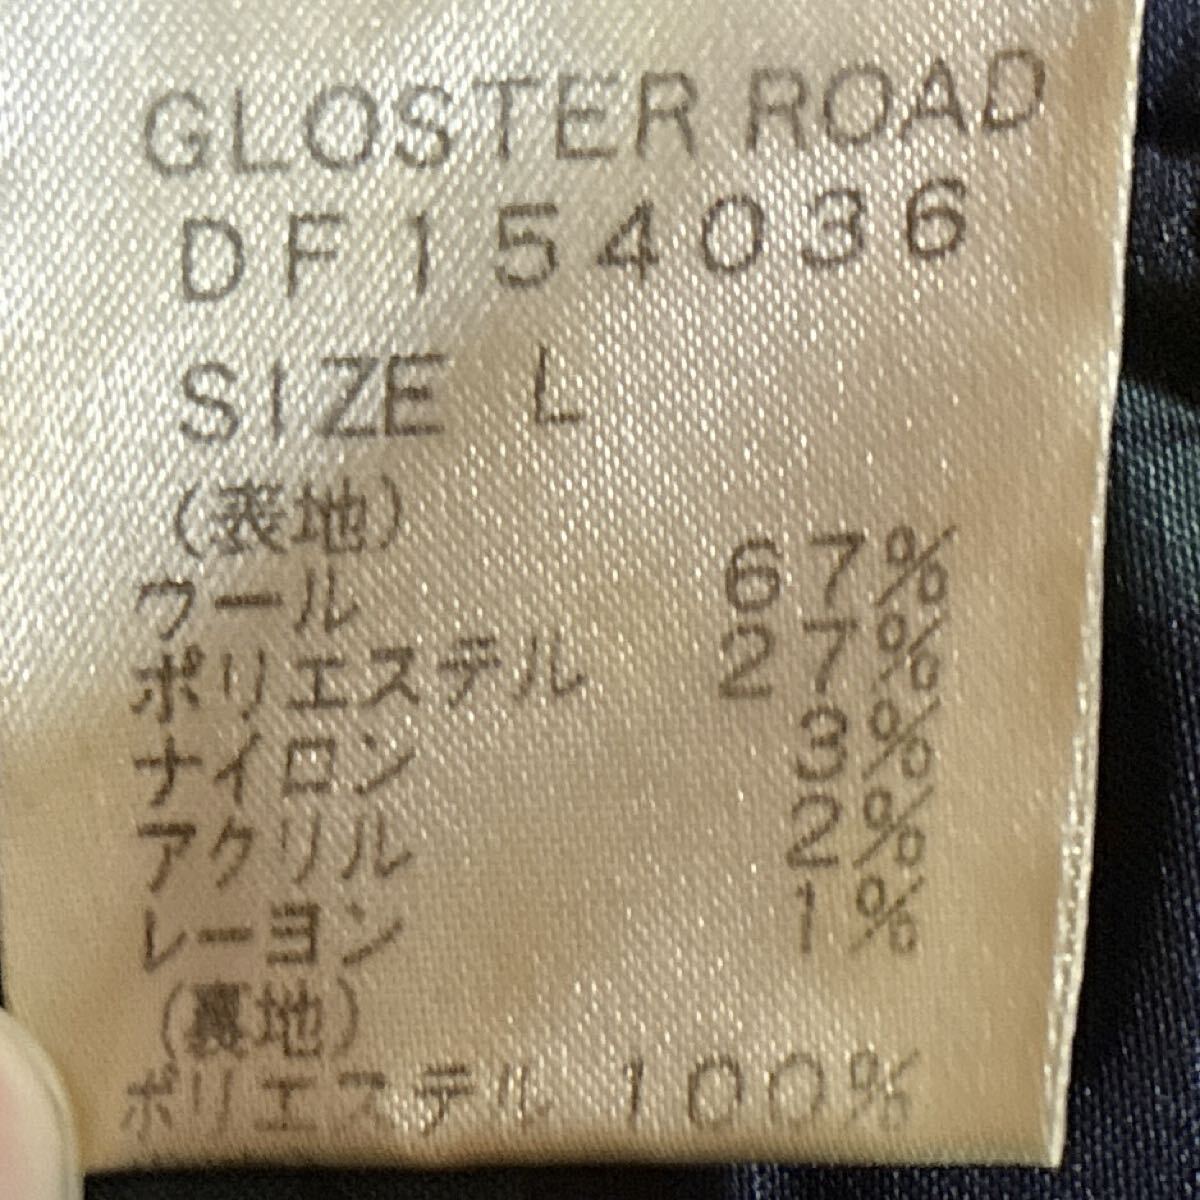 GLOSTER ROAD
DF154036
SIZE L
(表地)
ウール 67%
ポリエステル 27%
ナイロン 3%
アクリル 2%
レーヨン 1%
(裏地)
ポリエステル 100%